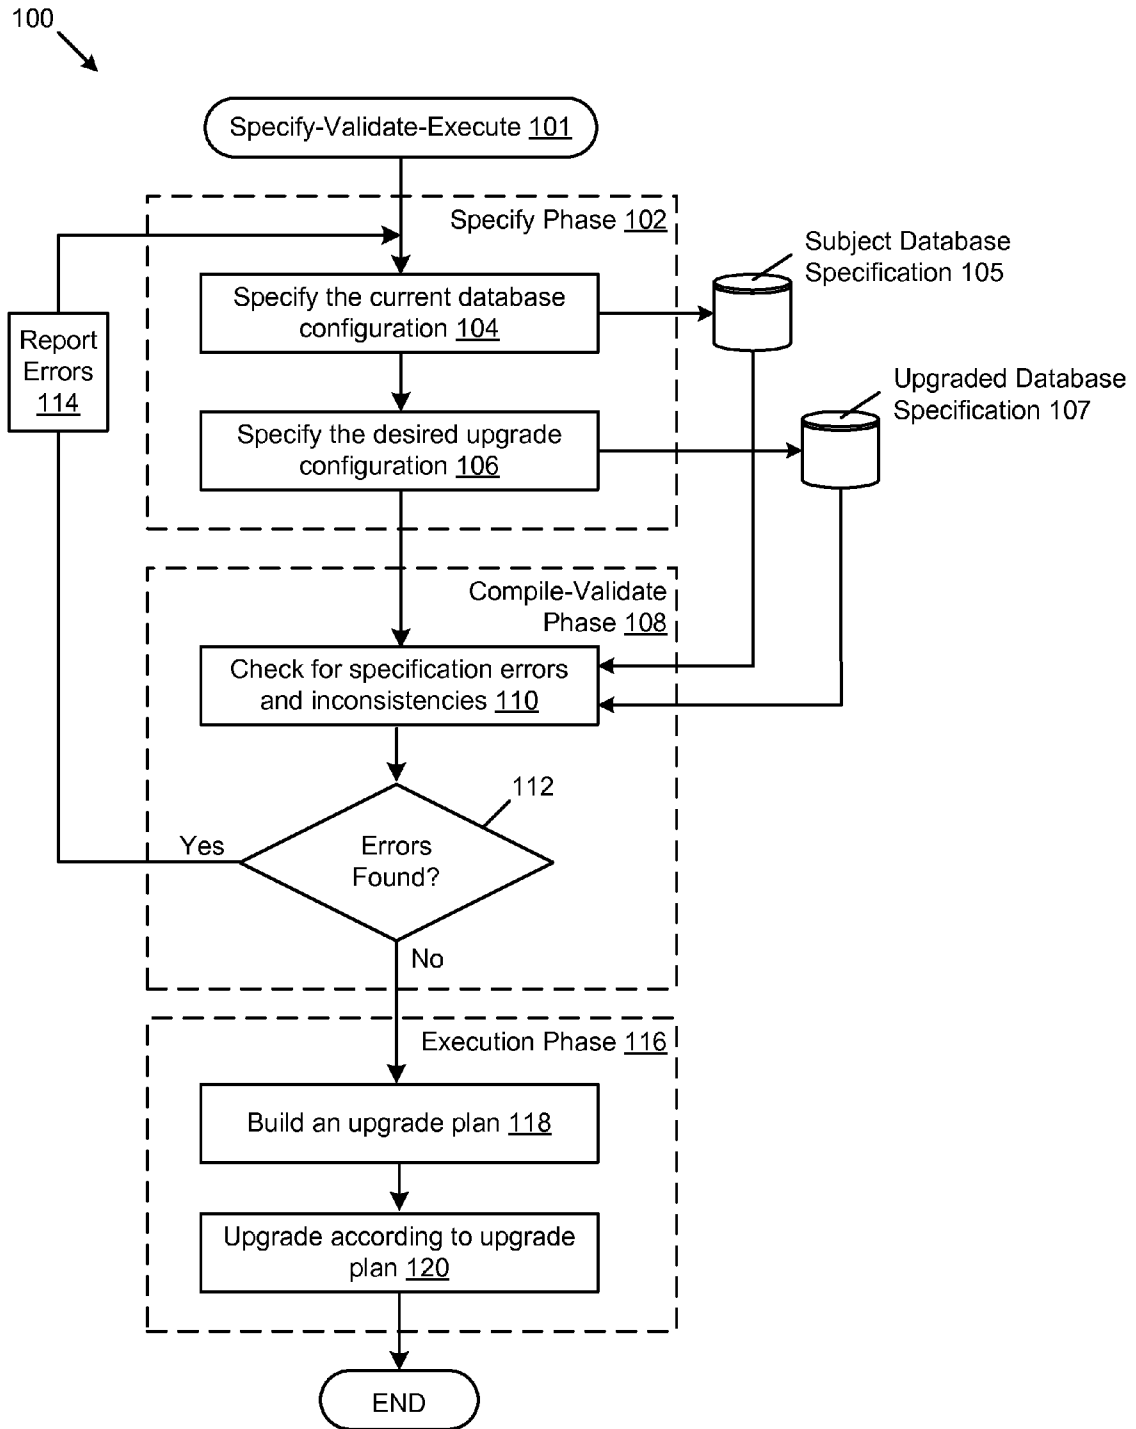 100
Specify-Validate-Execute 101
Specify Phase 102
Subject Database
Specification 105
Specify the current database
configuration 104
Report
Errors
114
Upgraded Database
Specification 107
Specify the desired upgrade
configuration 106
Compile-Validate
Phase 108
Check for specification errors
and inconsistencies 110
112
Yes
Errors
Found?
No
Execution Phase 116
Build an upgrade plan 118
Upgrade according to upgrade
plan 120
END